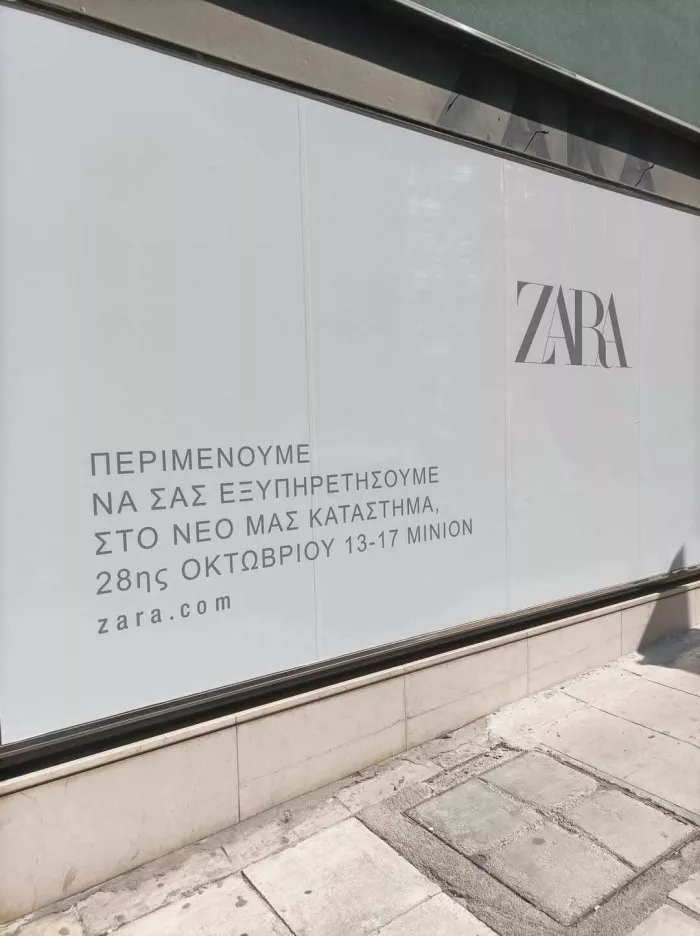 ZARA
ΠΕΡΙΜΕΝΟΥΜΕ
ΝΑ ΣΑΣ ΕΞΥΠΗΡΕΤΗΣΟΥΜΕ
ΣΤΟ ΝΕΟ ΜΑΣ ΚΑΤΑΣΤΗΜΑ,
28ης ΟΚΤΩΒΡΙΟΥ 13-17 ΜΙΝΙΟΝ
zara.com